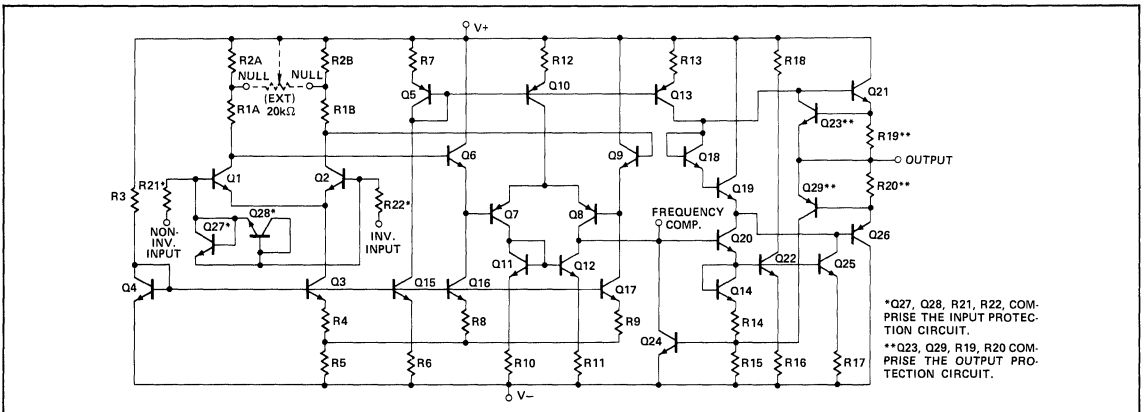 V+
R2A
R2B
R7
R12
R13
R18
NULL
NULL
(EXT)
20kΩ
Q5
Q10
Q13
Q21
R1A
R1B
Q23**
R19**
Q6
Q9
Q18
OUTPUT
R3
R21*
Q1
Q2
R22*
Q19
Q29**
R20**
Q28*
Q27*
Q7
Q8
FREQUENCY
COMP.
Q20
Q26
NON-
INV.
INPUT
INV.
INPUT
Q11
Q12
Q22
Q25
Q4
Q3
Q15
Q16
Q17
Q14
R4
R8
R9
R14
Q24
R5
R6
R10
R11
R15
R16
R17
V−
*Q27, Q28, R21, R22, COM-
PRISE THE INPUT PROTEC-
TION CIRCUIT.
**Q23, Q29, R19, R20 COM-
PRISE THE OUTPUT PRO-
TECTION CIRCUIT.